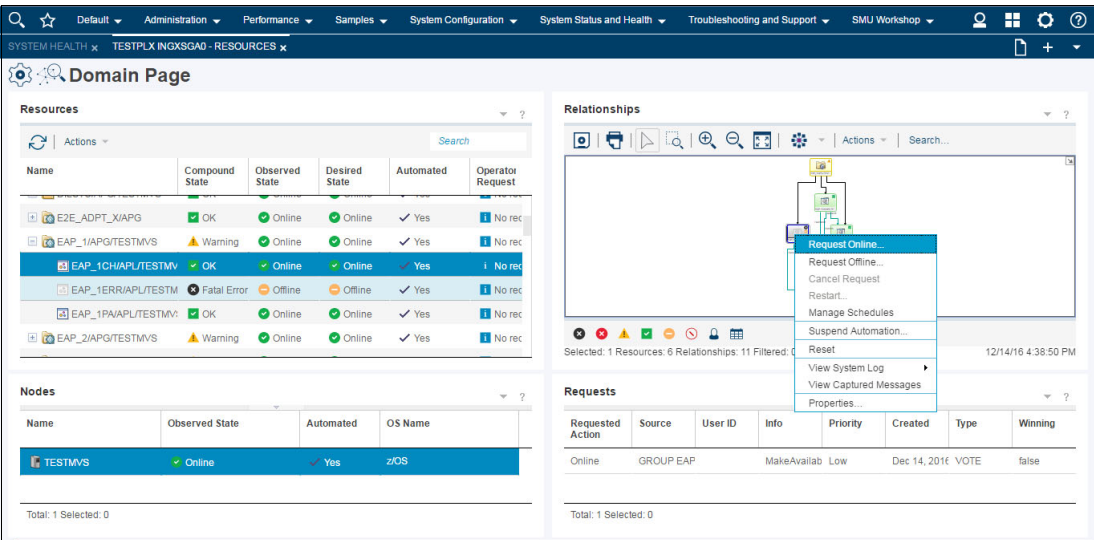 Default Administration Performance Samples System Configuration System Status and Health Troubleshooting and Support SMU Workshop
SYSTEM HEALTH x TESTPLX INGXSGA0 - RESOURCES x
Domain Page
Resources
Actions Search
Name Compound State Observed State Desired State Automated Operator Request
E2E_ADPT_X/APG OK Online Online Yes No rec
EAP_1/APG/TESTMVS Warning Online Online Yes No rec
EAP_1CH/APL/TESTMV OK Online Online Yes No rec
EAP_1ERR/APL/TESTM Fatal Error Offline Offline Yes No rec
EAP_1PA/APL/TESTMV OK Online Online Yes No rec
EAP_2/APG/TESTMVS Warning Online Online Yes No rec
Relationships
Actions Search...
Request Online...
Request Offline...
Cancel Request
Restart...
Manage Schedules
Suspend Automation...
Reset
View System Log
View Captured Messages
Properties...
Selected: 1 Resources: 6 Relationships: 11 Filtered: 12/14/16 4:38:50 PM
Nodes
Name Observed State Automated OS Name
TESTMVS Online Yes z/OS
Total: 1 Selected: 0
Requests
Requested Action Source User ID Info Priority Created Type Winning
Online GROUP EAP MakeAvailab Low Dec 14, 2016 VOTE false
Total: 1 Selected: 0